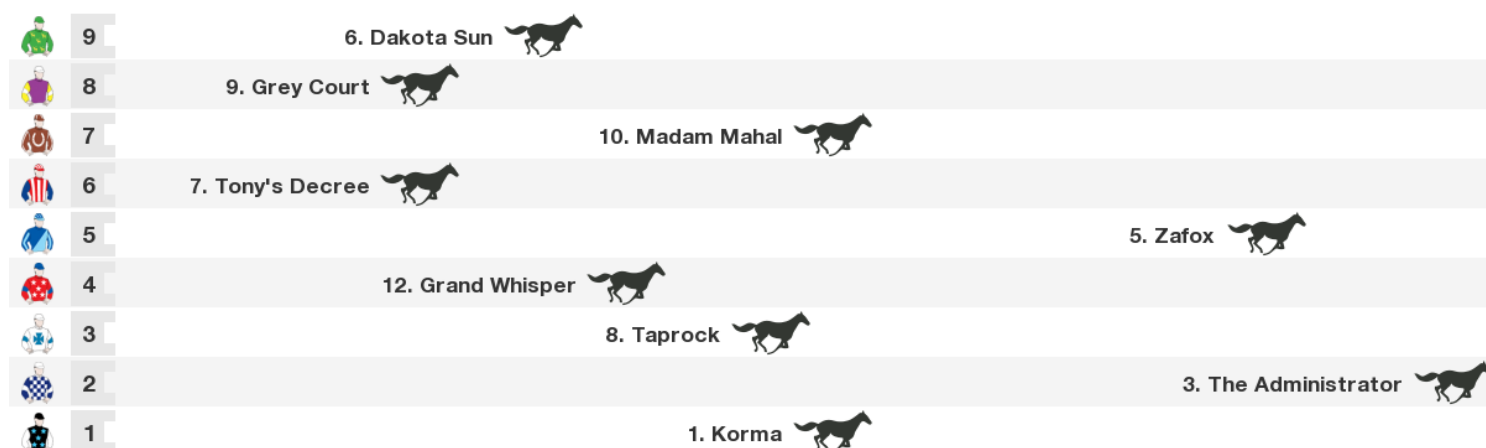 9 6. Dakota Sun
8 9. Grey Court
7 10. Madam Mahal
6 7. Tony's Decree
5 5. Zafox
4 12. Grand Whisper
3 8. Taprock
2 3. The Administrator
1 1. Korma